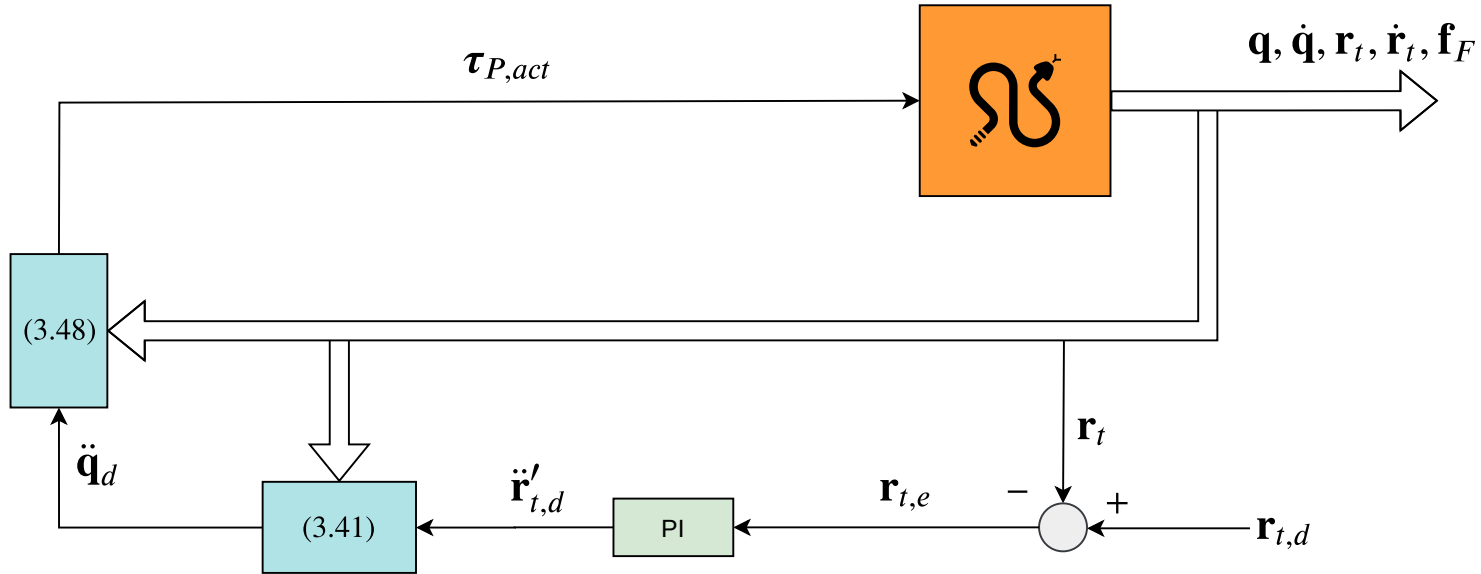 τ_{P,act}
q, q̇, r_t, ṙ_t, f_F
(3.48)
r_t
q̈_d
r̈′_{t,d}
r_{t,e}
− +
(3.41)
PI
r_{t,d}